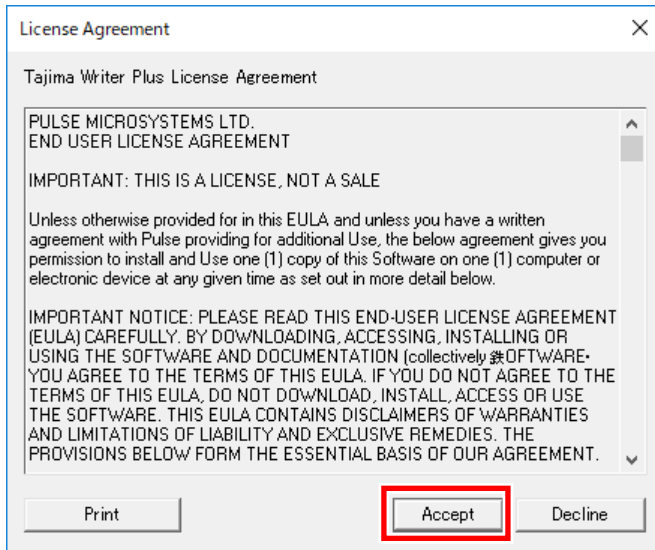 License Agreement
Tajima Writer Plus License Agreement
PULSE MICROSYSTEMS LTD.
END USER LICENSE AGREEMENT
IMPORTANT: THIS IS A LICENSE, NOT A SALE
Unless otherwise provided for in this EULA and unless you have a written
agreement with Pulse providing for additional Use, the below agreement gives you
permission to install and Use one (1) copy of this Software on one (1) computer or
electronic device at any given time as set out in more detail below.
IMPORTANT NOTICE: PLEASE READ THIS END-USER LICENSE AGREEMENT
(EULA) CAREFULLY. BY DOWNLOADING, ACCESSING, INSTALLING OR
USING THE SOFTWARE AND DOCUMENTATION (collectively 鉄OFTWARE・
YOU AGREE TO THE TERMS OF THIS EULA. IF YOU DO NOT AGREE TO THE
TERMS OF THIS EULA, DO NOT DOWNLOAD, INSTALL, ACCESS OR USE
THE SOFTWARE. THIS EULA CONTAINS DISCLAIMERS OF WARRANTIES
AND LIMITATIONS OF LIABILITY AND EXCLUSIVE REMEDIES. THE
PROVISIONS BELOW FORM THE ESSENTIAL BASIS OF OUR AGREEMENT.
Print
Accept
Decline